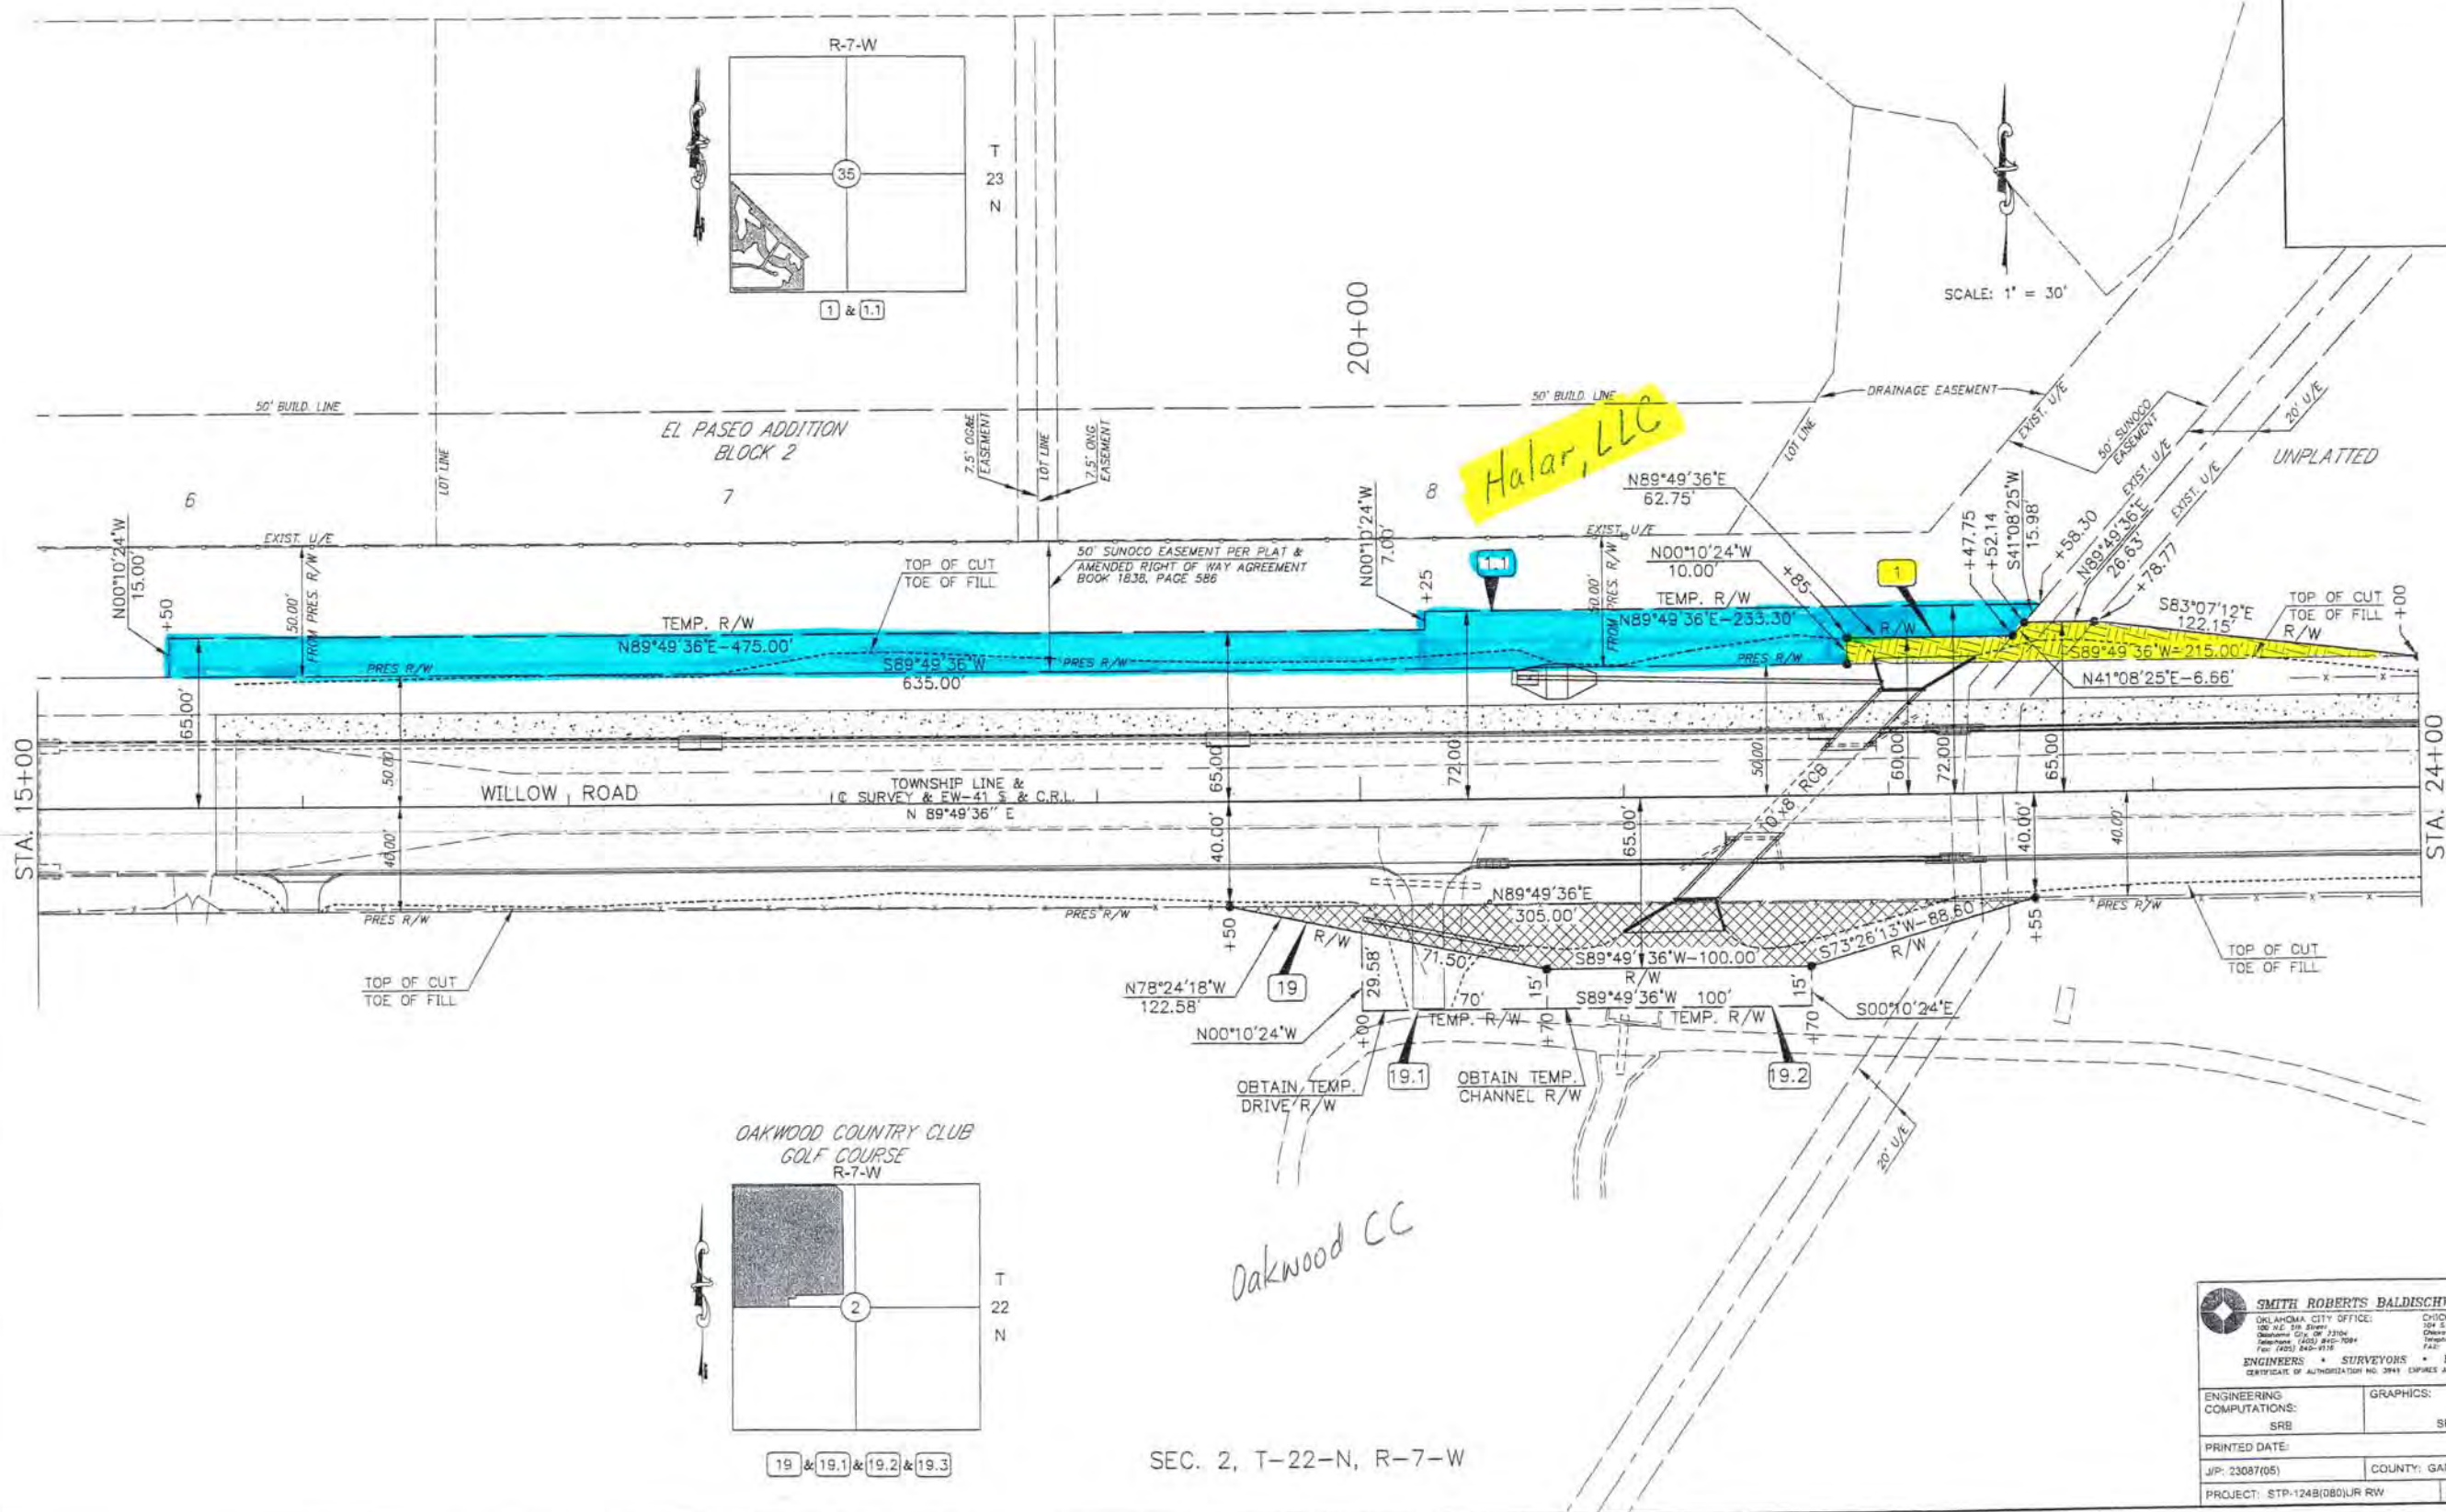 R-7-W
T
23
N
35
1 & 1.1
SCALE: 1" = 30'
20+00
50' BUILD. LINE
EL PASEO ADDITION
BLOCK 2
LOT LINE
7.5' OG&E
EASEMENT
LOT LINE
7.5' ONG
EASEMENT
50' BUILD. LINE
Halar, LLC
LOT LINE
DRAINAGE EASEMENT
EXIST. U/E
50' SUNOCO
EASEMENT
EXIST. U/E
20' U/E
EXIST. U/E
UNPLATTED
6
7
8
N00°10'24"W
15.00'
+50
EXIST. U/E
50.00'
FROM PRES. R/W
TOP OF CUT
TOE OF FILL
50' SUNOCO EASEMENT PER PLAT &
AMENDED RIGHT OF WAY AGREEMENT
BOOK 1838, PAGE 586
N00°10'24"W
7.00'
+25
1.1
EXIST. U/E
50.00'
FROM PRES. R/W
N89°49'36"E
62.75'
N00°10'24"W
10.00'
+85
1
+47.75
+52.14
S41°08'25"W
15.98'
+58.30
N89°49'36"E
26.63'
+78.77
S83°07'12"E
122.15'
TOP OF CUT
TOE OF FILL
R/W
+00
TEMP. R/W
N89°49'36"E-475.00'
TEMP. R/W
N89°49'36"E-233.30'
R/W
PRES R/W
S89°49'36"W
635.00'
PRES R/W
PRES R/W
S89°49'36"W-215.00'
N41°08'25"E-6.66'
STA. 15+00
65.00'
50.00'
40.00'
WILLOW ROAD
TOWNSHIP LINE &
℄ SURVEY & EW-41 & C.R.L.
N 89°49'36" E
65.00'
40.00'
72.00'
65.00'
50.00'
10'x8' RCB
60.00'
72.00'
65.00'
40.00'
40.00'
STA. 24+00
PRES R/W
TOP OF CUT
TOE OF FILL
PRES R/W
+50
N89°49'36"E
305.00'
R/W
71.50'
S89°49'36"W-100.00'
R/W
S73°26'13"W-88.60'
R/W
+55
PRES R/W
TOP OF CUT
TOE OF FILL
N78°24'18"W
122.58'
19
29.58'
N00°10'24"W
+00
70'
15'
S89°49'36"W 100'
15'
S00°10'24"E
TEMP. R/W
+70
TEMP. R/W
+70
OBTAIN TEMP.
DRIVE R/W
19.1
OBTAIN TEMP.
CHANNEL R/W
19.2
20' U/E
OAKWOOD COUNTRY CLUB
GOLF COURSE
R-7-W
T
22
N
2
19 & 19.1 & 19.2 & 19.3
Oakwood CC
SEC. 2, T-22-N, R-7-W
SMITH ROBERTS BALDISCH
OKLAHOMA CITY OFFICE:
ENGINEERS • SURVEYORS •
ENGINEERING
COMPUTATIONS:
SRB
GRAPHICS:
PRINTED DATE:
J/P: 23087(05)
COUNTY: GA
PROJECT: STP-124B(080)UR RW